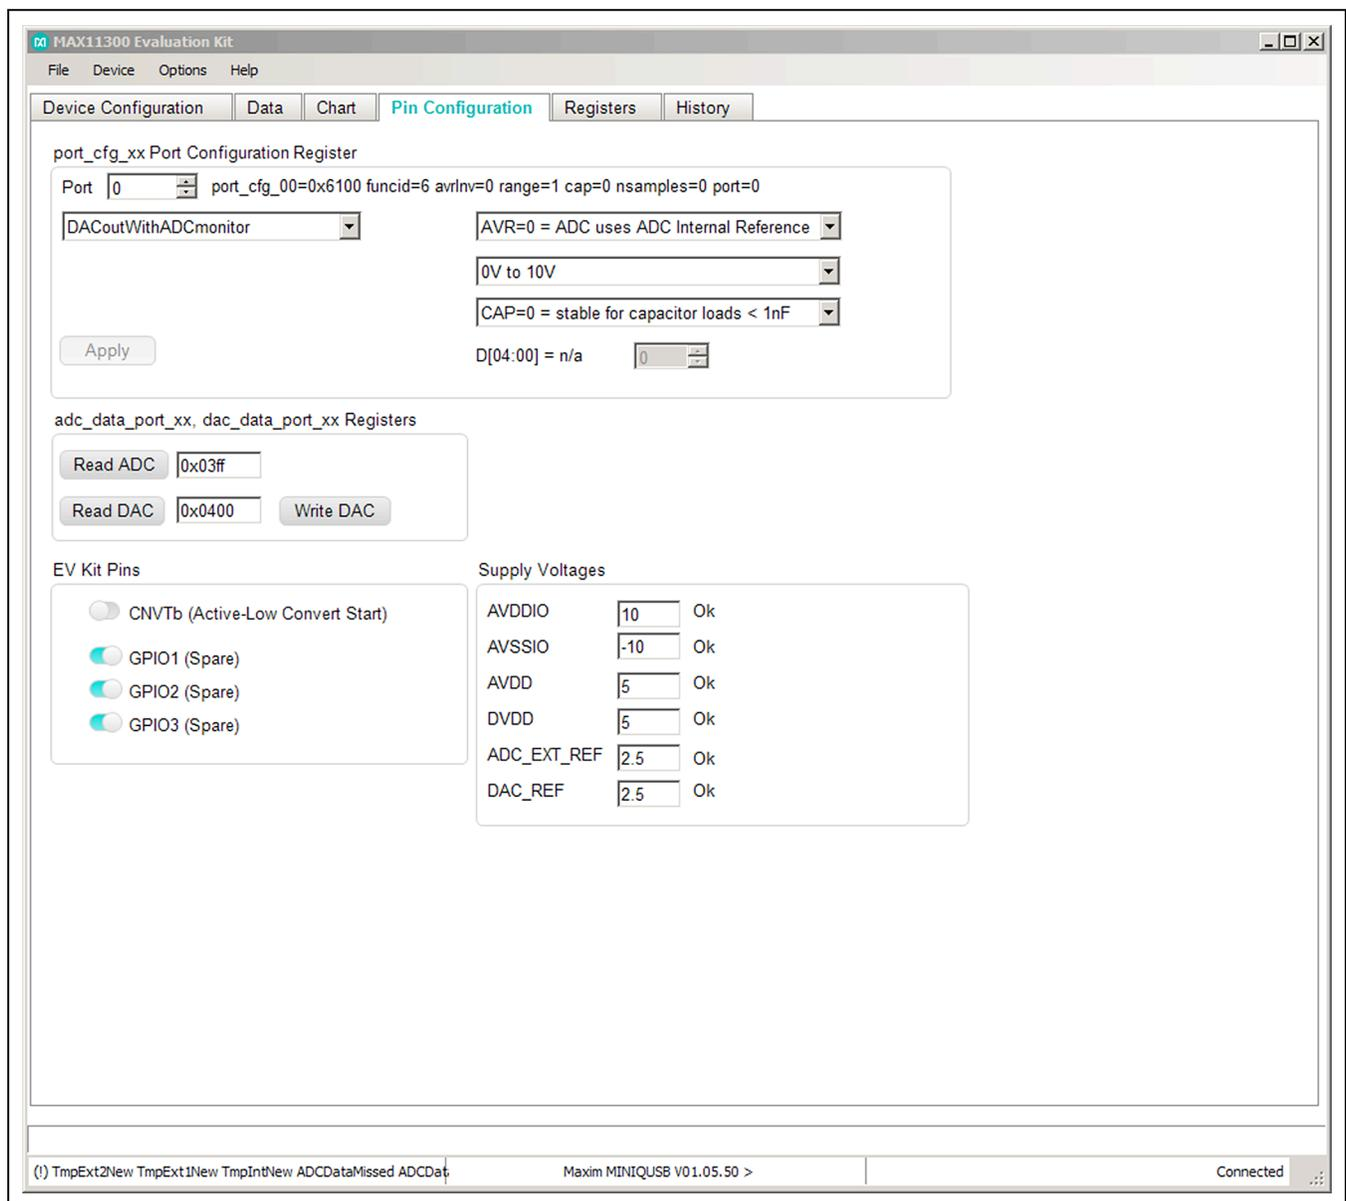 MAX11300 Evaluation Kit
File Device Options Help
Device Configuration Data Chart Pin Configuration Registers History
port_cfg_xx Port Configuration Register
Port 0 port_cfg_00=0x6100 funcid=6 avrInv=0 range=1 cap=0 nsamples=0 port=0
DACoutWithADCmonitor AVR=0 = ADC uses ADC Internal Reference
0V to 10V
CAP=0 = stable for capacitor loads < 1nF
Apply D[04:00] = n/a 0
adc_data_port_xx, dac_data_port_xx Registers
Read ADC 0x03ff
Read DAC 0x0400 Write DAC
EV Kit Pins
CNVTb (Active-Low Convert Start)
GPIO1 (Spare)
GPIO2 (Spare)
GPIO3 (Spare)
Supply Voltages
AVDDIO 10 Ok
AVSSIO -10 Ok
AVDD 5 Ok
DVDD 5 Ok
ADC_EXT_REF 2.5 Ok
DAC_REF 2.5 Ok
(!) TmpExt2New TmpExt1New TmpIntNew ADCDataMissed ADCDat Maxim MINIQUSB V01.05.50 > Connected